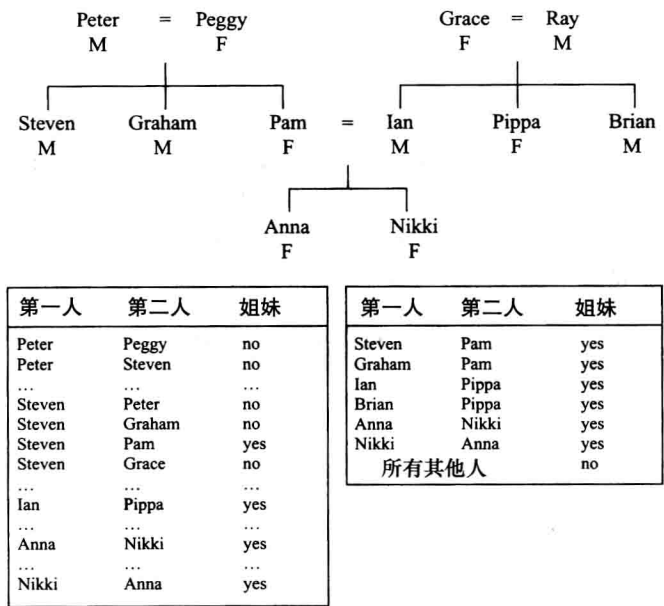 Peter = Peggy Grace = Ray
M F F M
Steven Graham Pam = Ian Pippa Brian
M M F M F M
Anna Nikki
F F
第一人 第二人 姐妹
Peter Peggy no
Peter Steven no
… … …
Steven Peter no
Steven Graham no
Steven Pam yes
Steven Grace no
… … …
Ian Pippa yes
… … …
Anna Nikki yes
… … …
Nikki Anna yes
第一人 第二人 姐妹
Steven Pam yes
Graham Pam yes
Ian Pippa yes
Brian Pippa yes
Anna Nikki yes
Nikki Anna yes
所有其他人 no